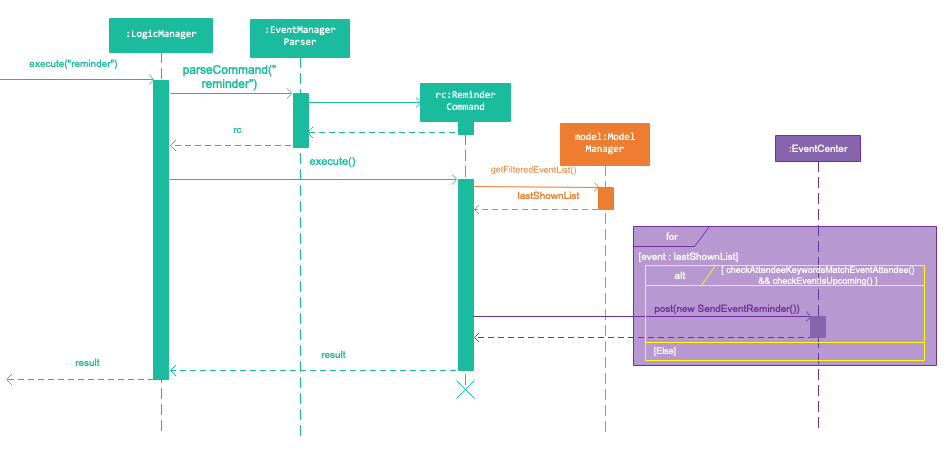 :LogicManager
:EventManager
Parser
execute("reminder")
parseCommand("
reminder")
rc:Reminder
Command
rc
model:Model
Manager
:EventCenter
execute()
getFilteredEventList()
lastShownList
for
[event : lastShownList]
alt
[ checkAttendeeKeywordsMatchEventAttendee()
&& checkEventIsUpcoming() ]
post(new SendEventReminder())
[Else]
result
result